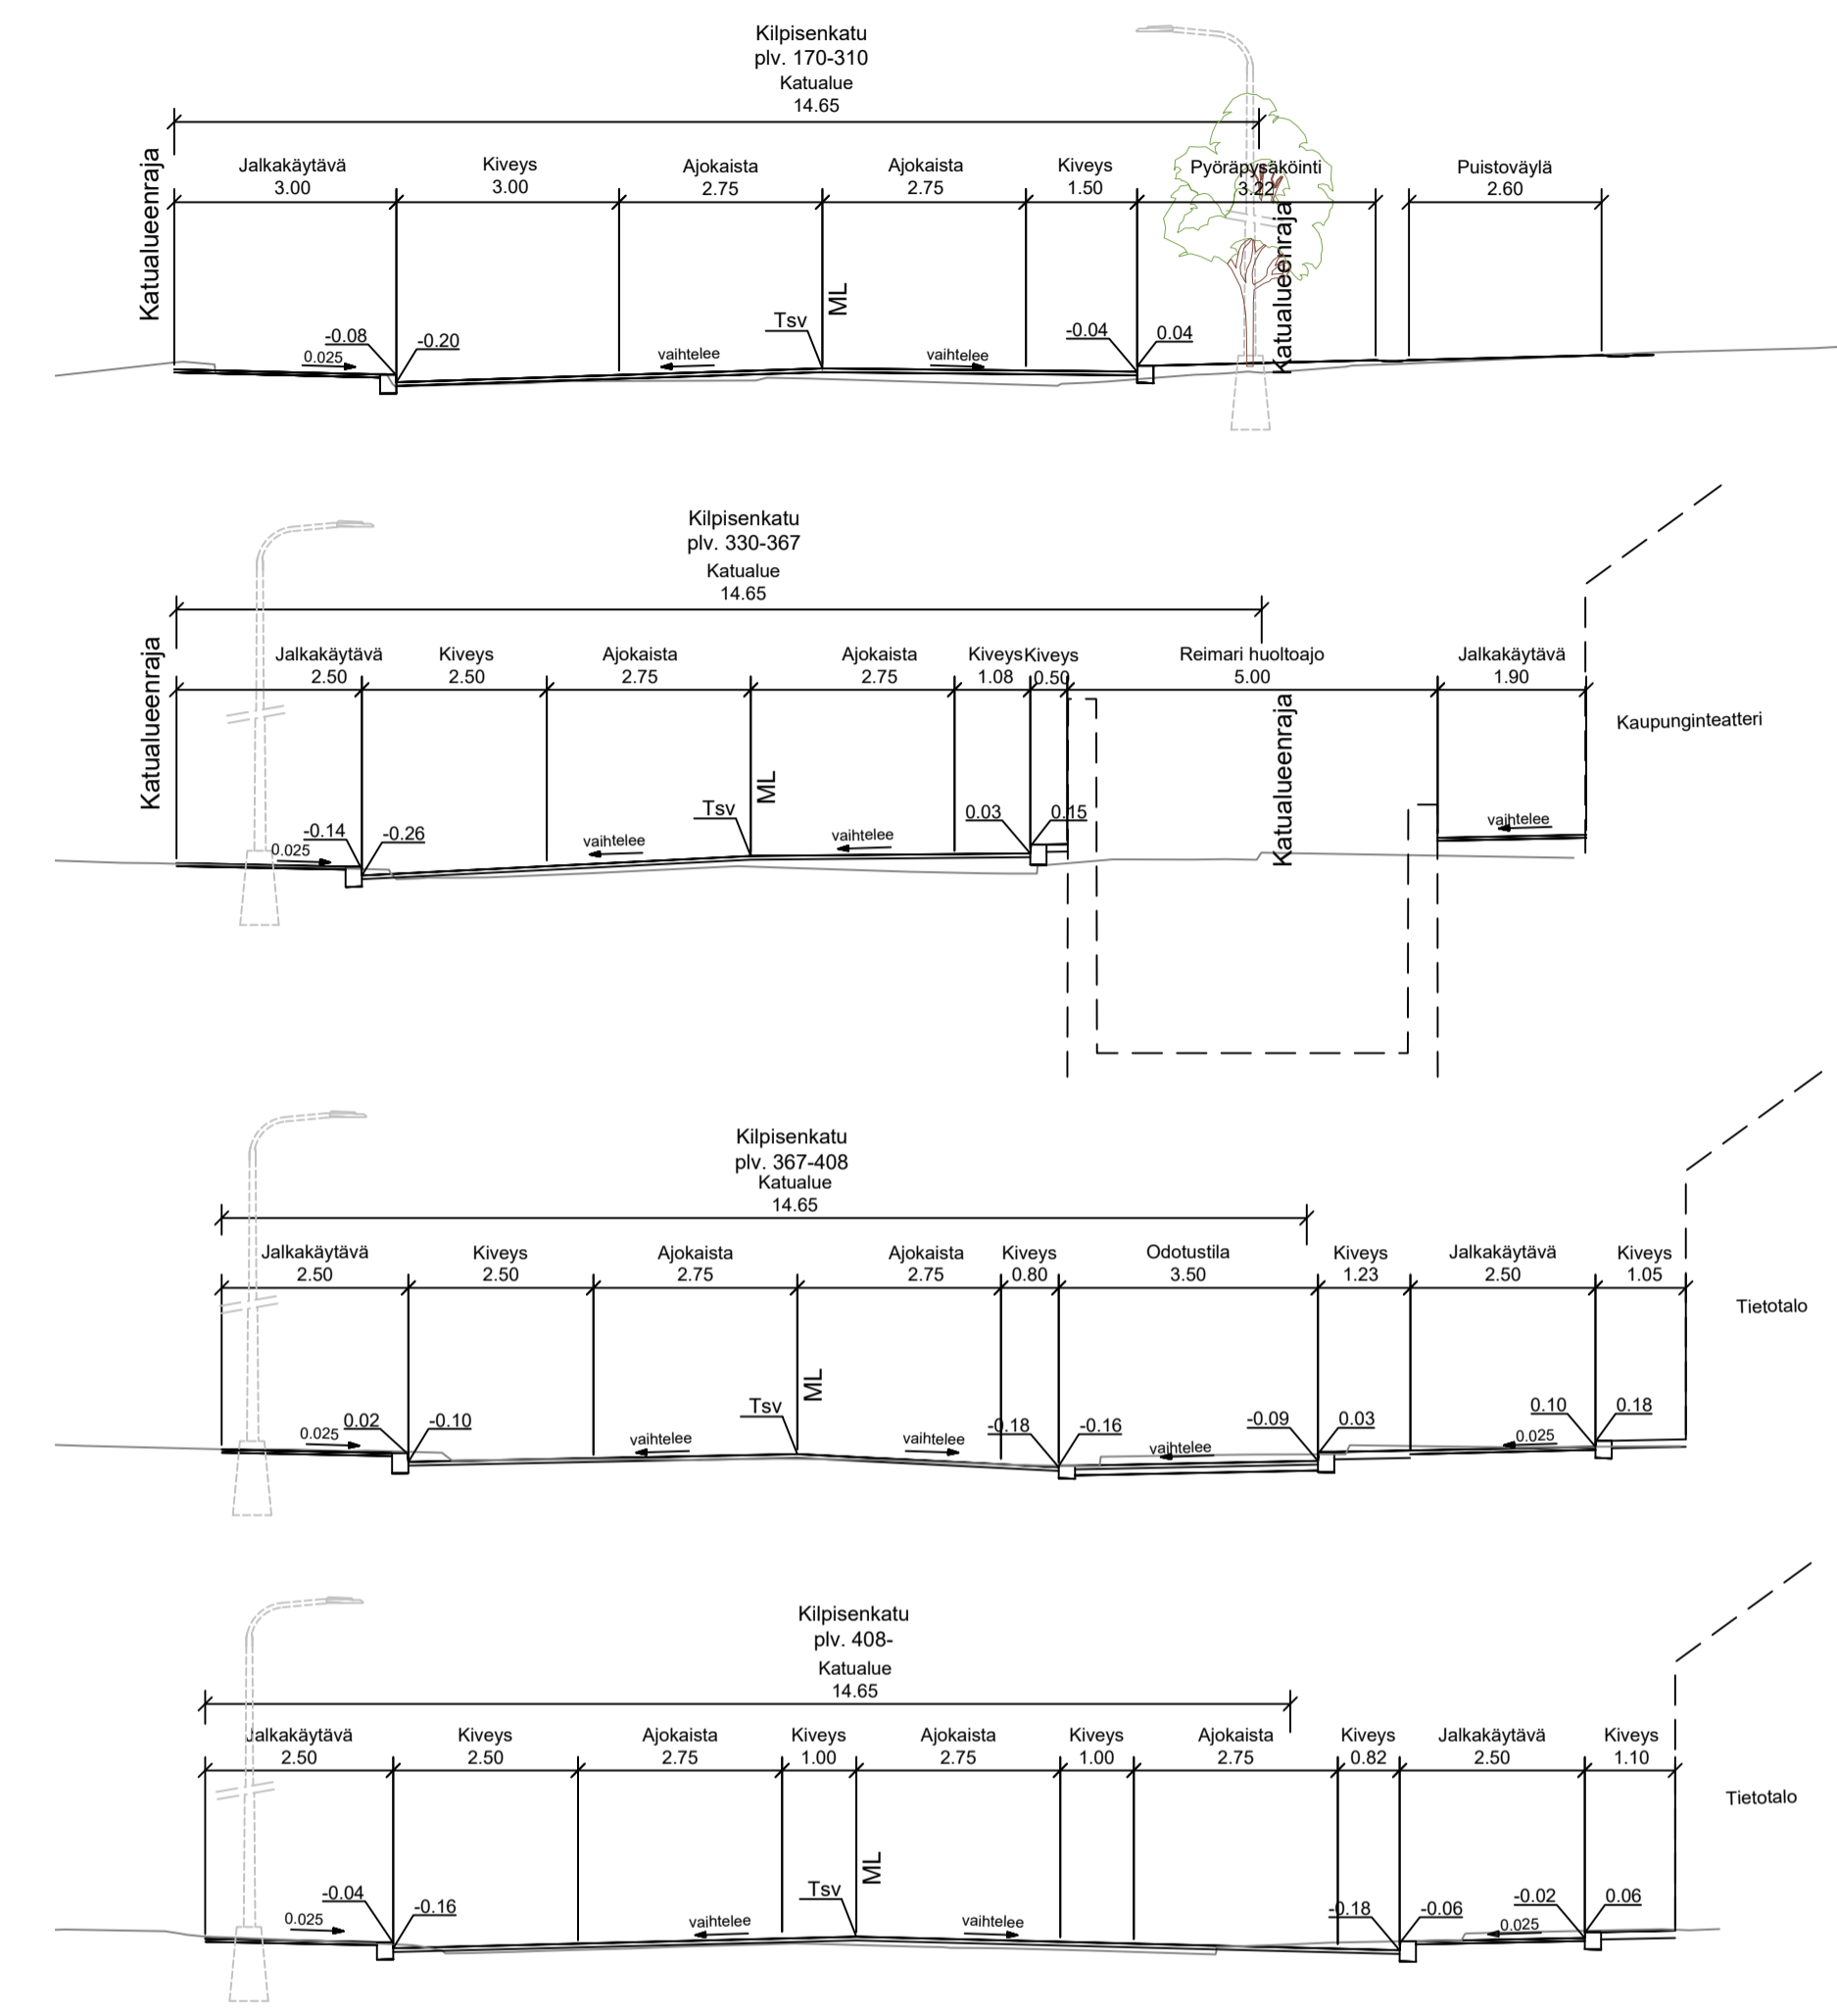 Kilpisenkatu
plv. 170-310
Katualue
14.65
Katualueenraja
Jalkakäytävä
3.00
Kiveys
3.00
Ajokaista
2.75
Ajokaista
2.75
Kiveys
1.50
Pyöräpysäköinti
3.22
Puistoväylä
2.60
Katualueenraja
ML
Tsv
-0.08
-0.20
0.025
vaihtelee
vaihtelee
-0.04
0.04
Kilpisenkatu
plv. 330-367
Katualue
14.65
Katualueenraja
Jalkakäytävä
2.50
Kiveys
2.50
Ajokaista
2.75
Ajokaista
2.75
Kiveys
1.08
Kiveys
0.50
Reimari huoltoajo
5.00
Jalkakäytävä
1.90
Kaupunginteatteri
Katualueenraja
ML
Tsv
-0.14
-0.26
0.025
vaihtelee
vaihtelee
0.03
0.15
vaihtelee
Kilpisenkatu
plv. 367-408
Katualue
14.65
Jalkakäytävä
2.50
Kiveys
2.50
Ajokaista
2.75
Ajokaista
2.75
Kiveys
0.80
Odotustila
3.50
Kiveys
1.23
Jalkakäytävä
2.50
Kiveys
1.05
Tietotalo
ML
Tsv
0.025
0.02
-0.10
vaihtelee
vaihtelee
-0.18
-0.16
vaihtelee
-0.09
0.03
0.025
0.10
0.18
Kilpisenkatu
plv. 408-
Katualue
14.65
Jalkakäytävä
2.50
Kiveys
2.50
Ajokaista
2.75
Kiveys
1.00
Ajokaista
2.75
Kiveys
1.00
Ajokaista
2.75
Kiveys
0.82
Jalkakäytävä
2.50
Kiveys
1.10
Tietotalo
ML
Tsv
0.025
-0.04
-0.16
vaihtelee
vaihtelee
-0.18
-0.06
0.025
-0.02
0.06